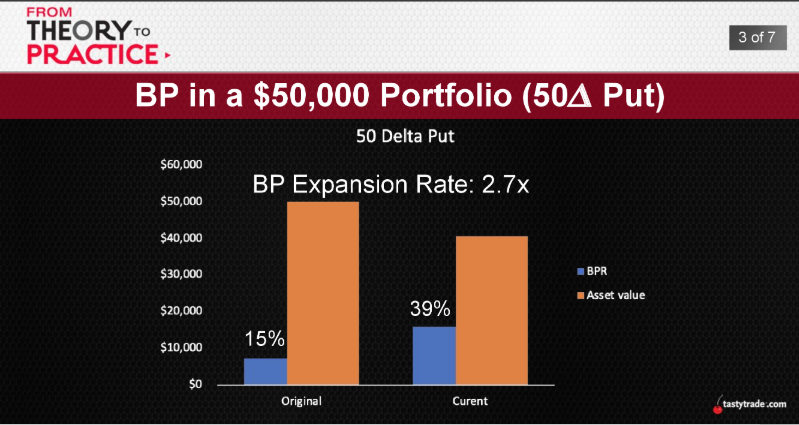 FROM
THEORY TO
PRACTICE
3 of 7
BP in a $50,000 Portfolio (50Δ Put)
50 Delta Put
BP Expansion Rate: 2.7x
$60,000
$50,000
$40,000
$30,000
$20,000
$10,000
$0
15%
39%
Original
Curent
BPR
Asset value
tastytrade.com